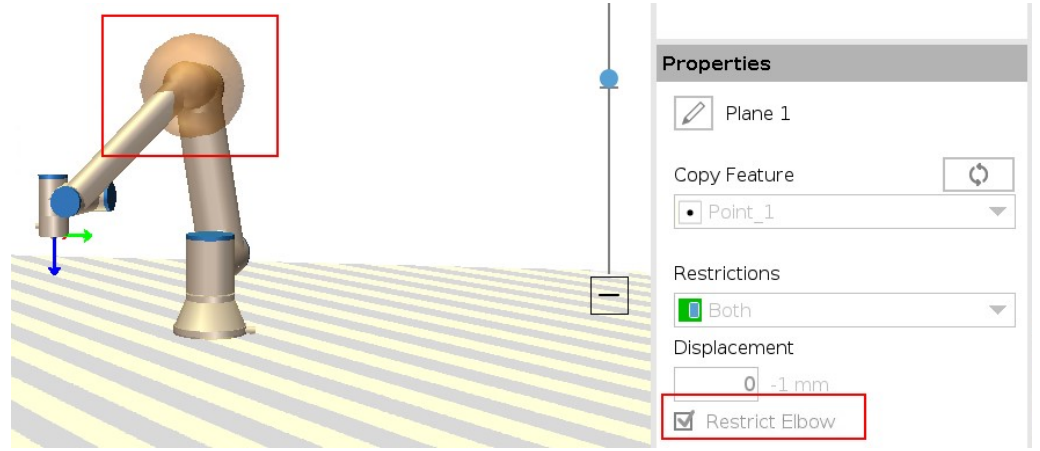 Properties
Plane 1
Copy Feature
Point_1
Restrictions
Both
Displacement
0 -1 mm
Restrict Elbow